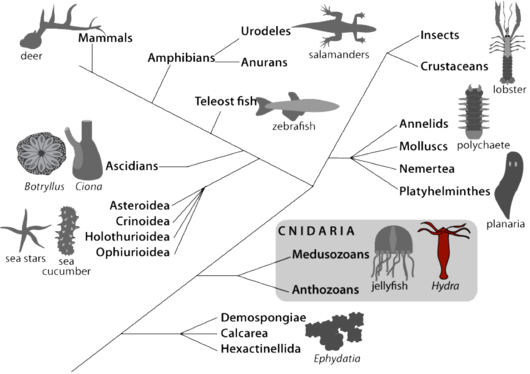 Mammals
deer
Amphibians
Urodeles
Anurans
salamanders
Teleost fish
zebrafish
Insects
Crustaceans
lobster
Annelids
Molluscs
Nemertea
Platyhelminthes
polychaete
planaria
Botryllus
Ciona
Ascidians
Asteroidea
Crinoidea
Holothurioidea
Ophiurioidea
sea stars
sea
cucumber
CNIDARIA
Medusozoans
Anthozoans
jellyfish
Hydra
Demospongiae
Calcarea
Hexactinellida
Ephydatia